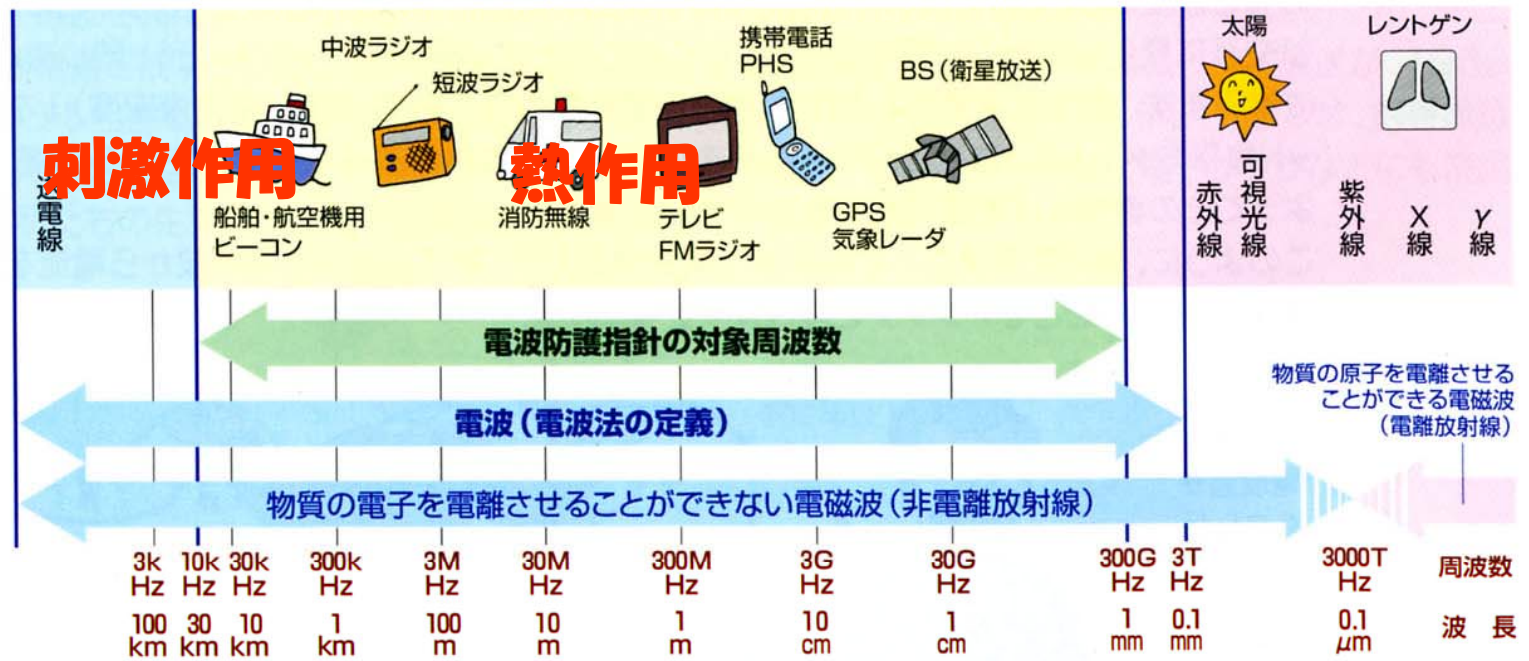 中波ラジオ
短波ラジオ
携帯電話
PHS
BS(衛星放送)
太陽
レントゲン
刺激作用
熱作用
送電線
船舶・航空機用
ビーコン
消防無線
テレビ
FMラジオ
GPS
気象レーダ
赤外線
可視光線
紫外線
X線
γ線
電波防護指針の対象周波数
電波(電波法の定義)
物質の原子を電離させる
ことができる電磁波
(電離放射線)
物質の電子を電離させることができない電磁波(非電離放射線)
3k Hz 10k Hz 30k Hz 300k Hz 3M Hz 30M Hz 300M Hz 3G Hz 30G Hz 300G Hz 3T Hz 3000T Hz 周波数
100 km 30 km 10 km 1 km 100 m 10 m 1 m 10 cm 1 cm 1 mm 0.1 mm 0.1 μm 波長